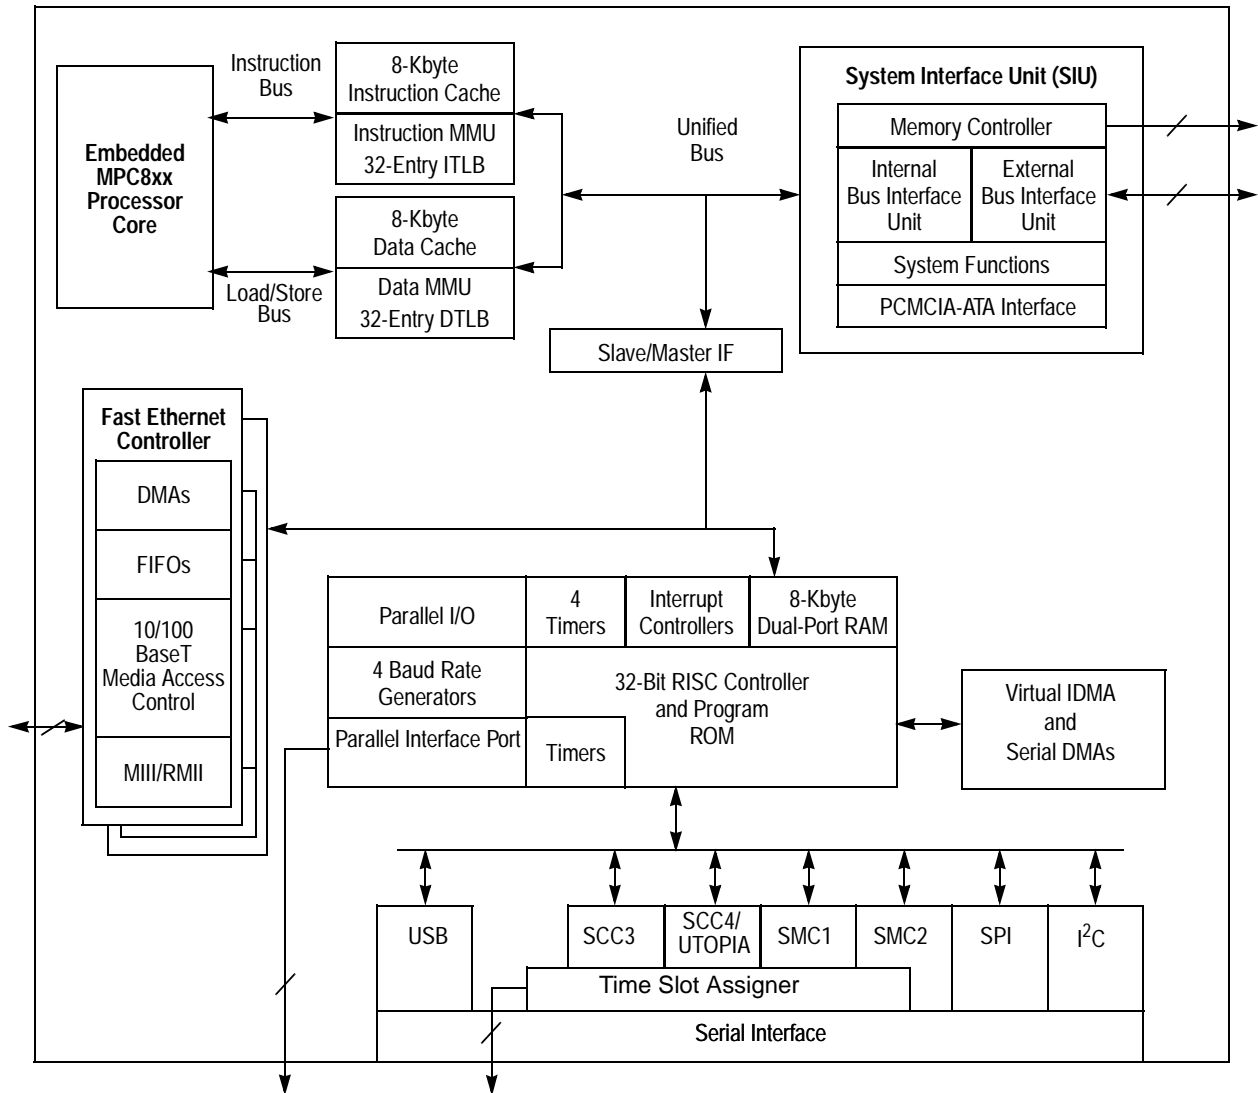 Instruction
Bus
8-Kbyte
Instruction Cache
Instruction MMU
32-Entry ITLB
Embedded
MPC8xx
Processor
Core
8-Kbyte
Data Cache
Data MMU
32-Entry DTLB
Load/Store
Bus
Unified
Bus
System Interface Unit (SIU)
Memory Controller
Internal
Bus Interface
Unit
External
Bus Interface
Unit
System Functions
PCMCIA-ATA Interface
Slave/Master IF
Fast Ethernet
Controller
DMAs
FIFOs
10/100
BaseT
Media Access
Control
MIII/RMII
Parallel I/O
4
Timers
Interrupt
Controllers
8-Kbyte
Dual-Port RAM
4 Baud Rate
Generators
32-Bit RISC Controller
and Program
ROM
Parallel Interface Port
Timers
Virtual IDMA
and
Serial DMAs
USB
SCC3
SCC4/
UTOPIA
SMC1
SMC2
SPI
I²C
Time Slot Assigner
Serial Interface